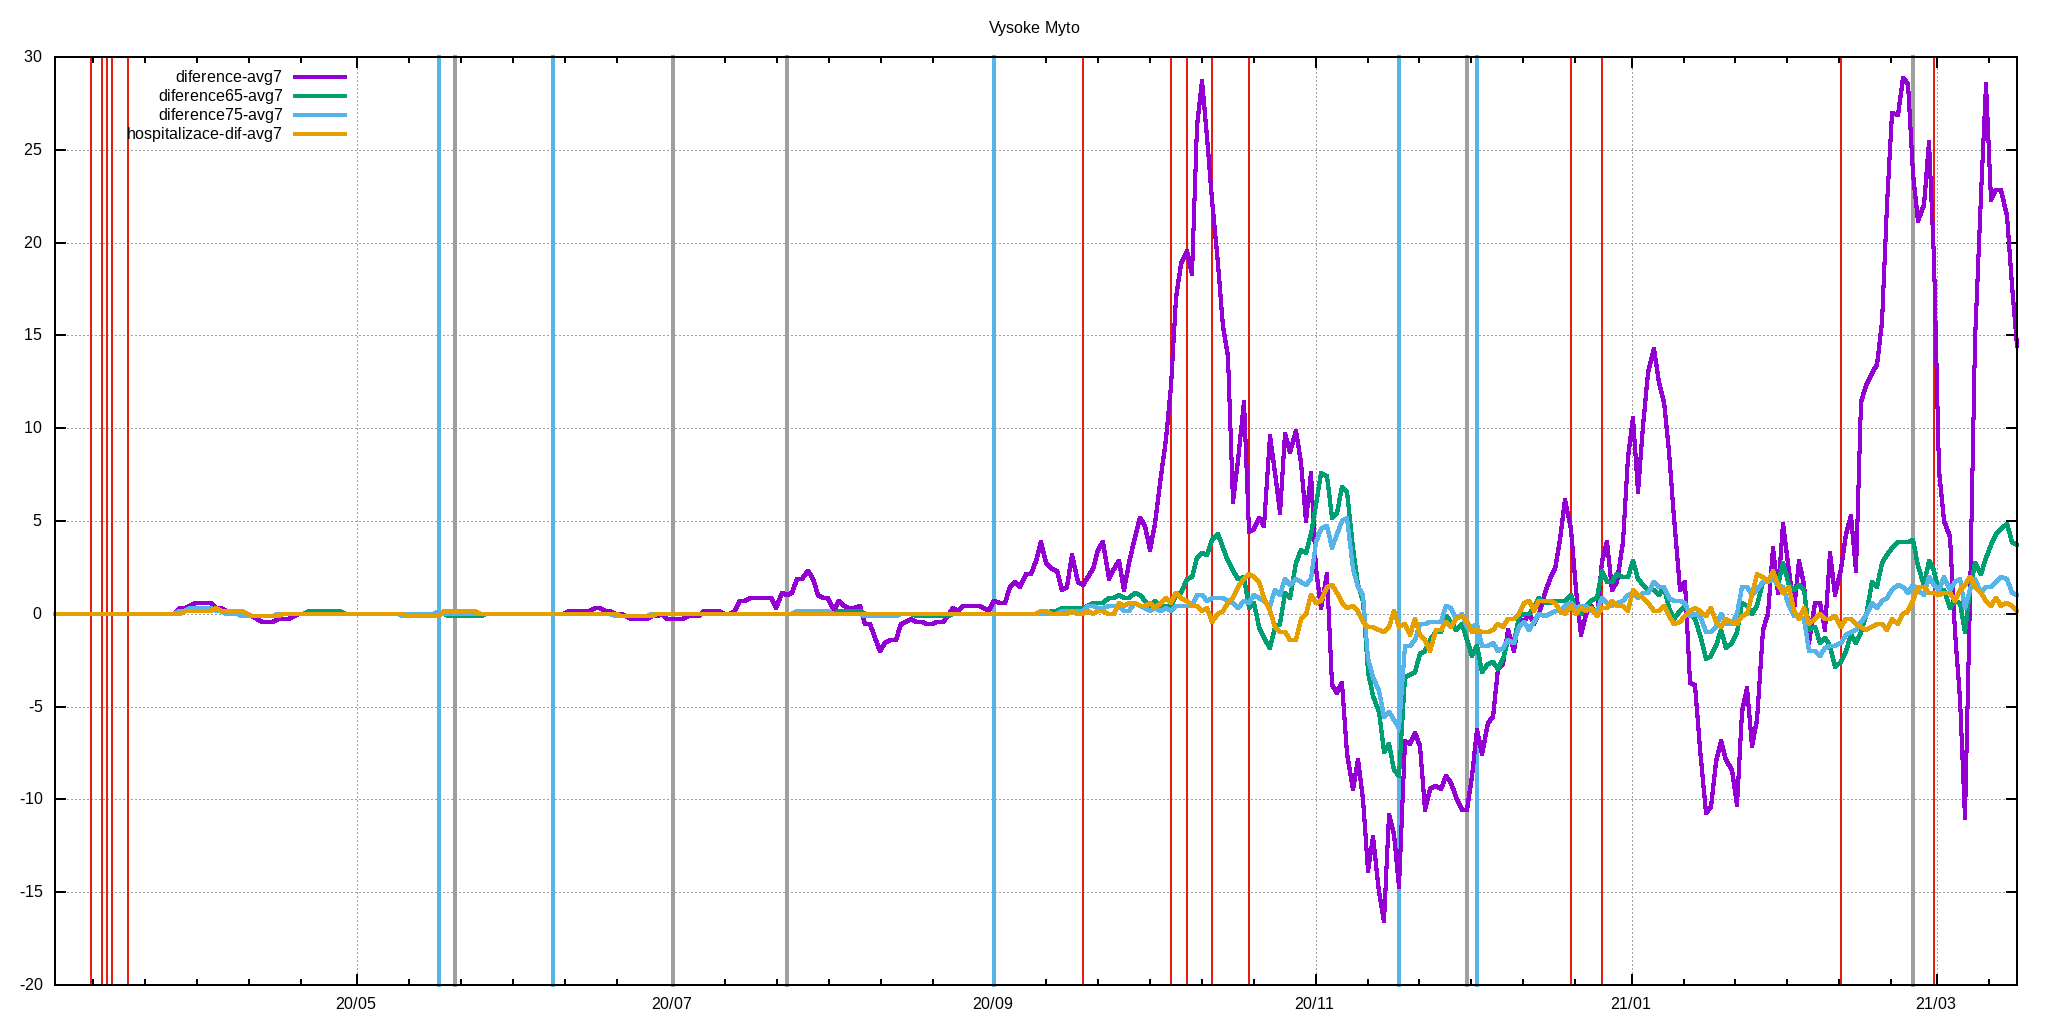 Vysoke Myto
diference-avg7
diference65-avg7
diference75-avg7
hospitalizace-dif-avg7
30
25
20
15
10
5
0
-5
-10
-15
-20
20/05 20/07 20/09 20/11 21/01 21/03